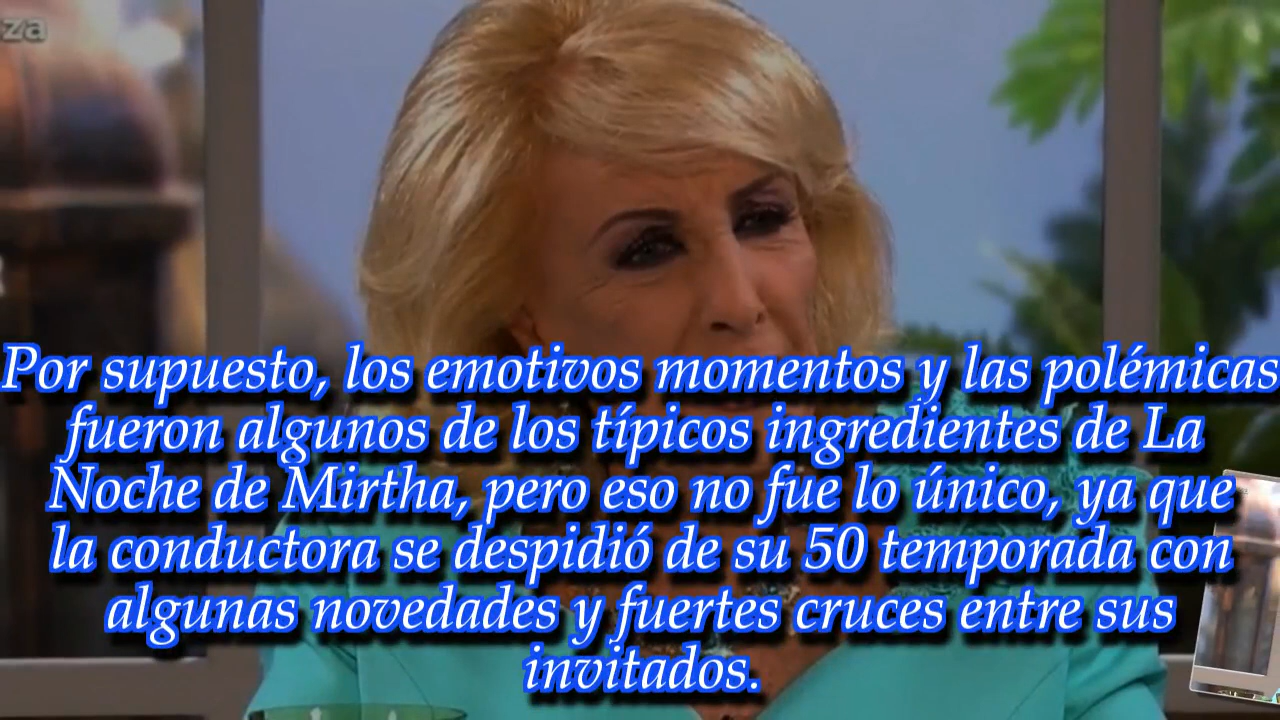 za
Por supuesto, los emotivos momentos y las polémicas
fueron algunos de los típicos ingredientes de La
Noche de Mirtha, pero eso no fue lo único, ya que
la conductora se despidió de su 50 temporada con
algunas novedades y fuertes cruces entre sus
invitados.